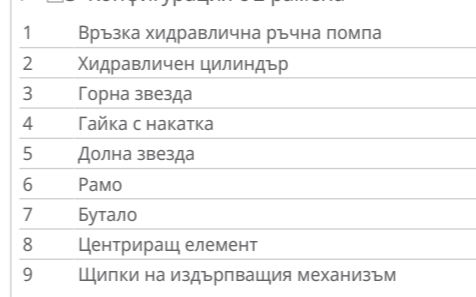 1 Връзка хидравлична ръчна помпа
2 Хидравличен цилиндър
3 Горна звезда
4 Гайка с накатка
5 Долна звезда
6 Рамо
7 Бутало
8 Центриращ елемент
9 Щипки на издърпващия механизъм